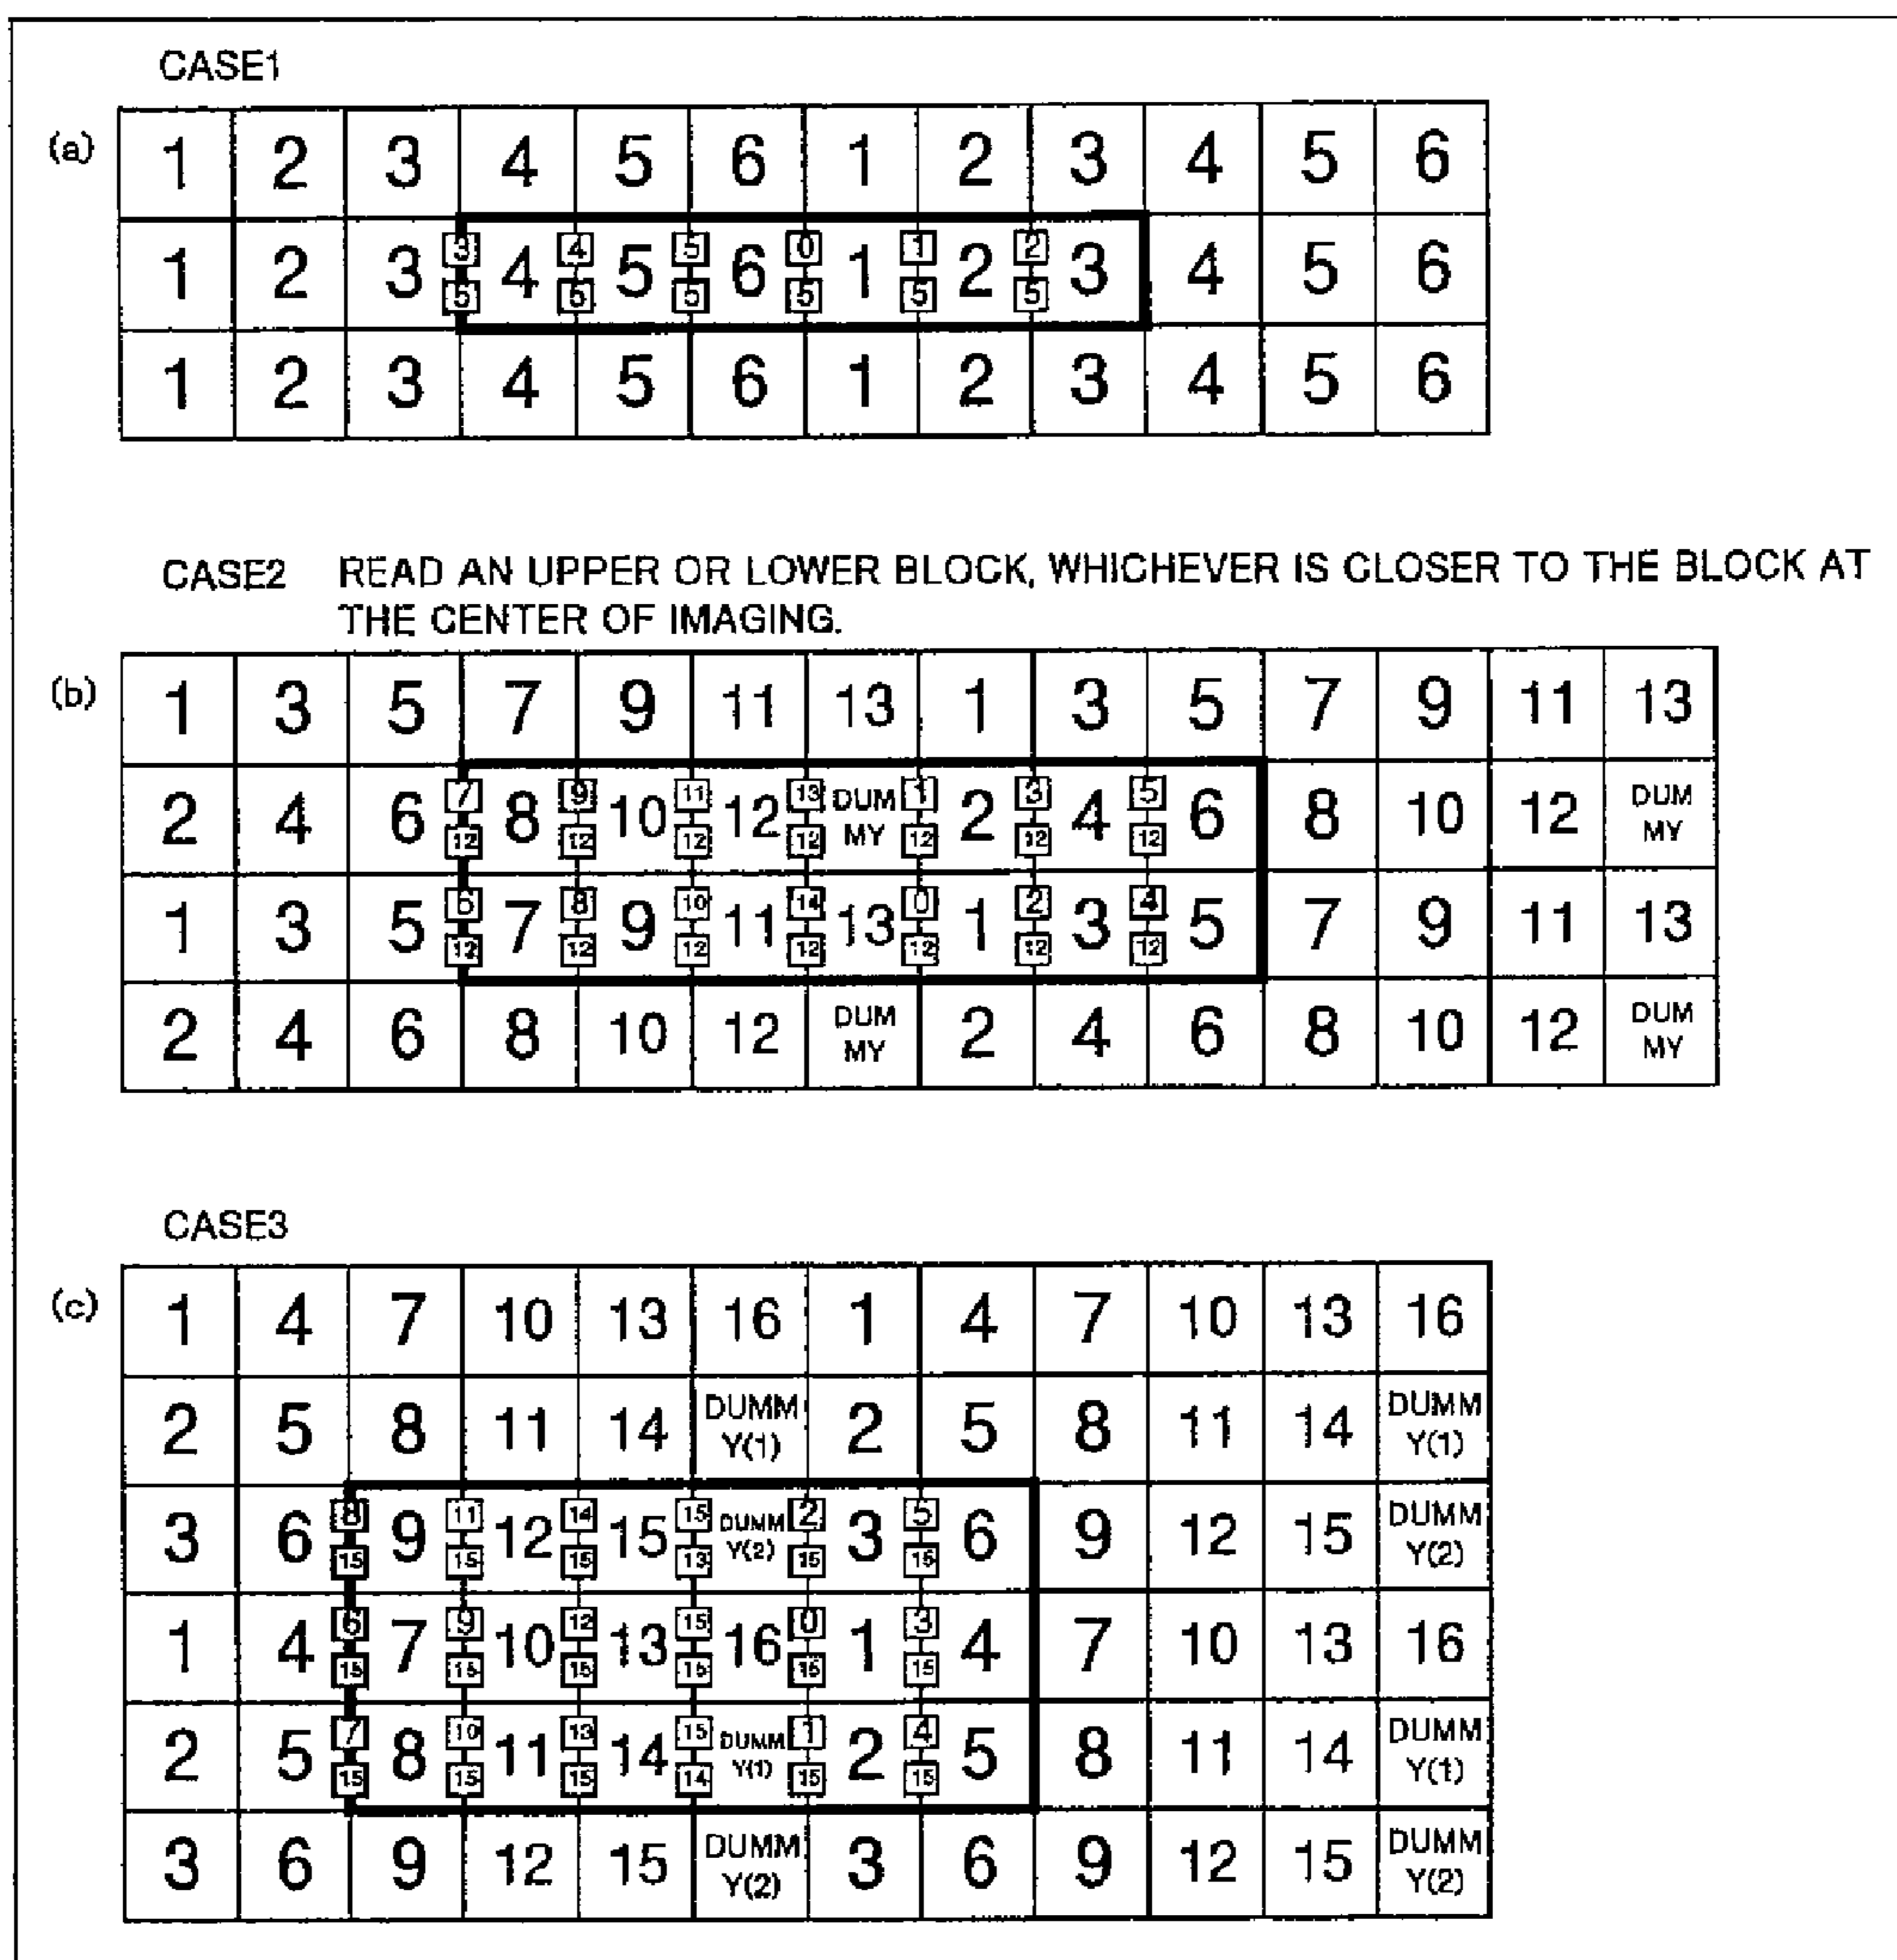 CASE1
(a) 1 2 3 4 5 6 1 2 3 4 5 6
3 4 5 0 1 2
1 2 3 4 5 6 1 2 3 4 5 6
5 5 5 5 5 5
1 2 3 4 5 6 1 2 3 4 5 6
CASE2 READ AN UPPER OR LOWER BLOCK, WHICHEVER IS CLOSER TO THE BLOCK AT
THE CENTER OF IMAGING.
(b) 1 3 5 7 9 11 13 1 3 5 7 9 11 13
7 9 11 13 1 3 5
2 4 6 8 10 12 DUM MY 2 4 6 8 10 12 DUM MY
12 12 12 12 12 12 12
6 8 10 14 0 2 4
1 3 5 7 9 11 13 1 3 5 7 9 11 13
12 12 12 12 12 12 12
2 4 6 8 10 12 DUM MY 2 4 6 8 10 12 DUM MY
CASE3
(c) 1 4 7 10 13 16 1 4 7 10 13 16
2 5 8 11 14 DUMM Y(1) 2 5 8 11 14 DUMM Y(1)
8 11 14 15 2 5
3 6 9 12 15 DUMM Y(2) 3 6 9 12 15 DUMM Y(2)
15 15 15 13 15 15
6 9 12 15 0 3
1 4 7 10 13 16 1 4 7 10 13 16
15 15 15 15 15 15
7 10 13 15 1 4
2 5 8 11 14 DUMM Y(1) 2 5 8 11 14 DUMM Y(1)
15 15 15 14 15 15
3 6 9 12 15 DUMM Y(2) 3 6 9 12 15 DUMM Y(2)